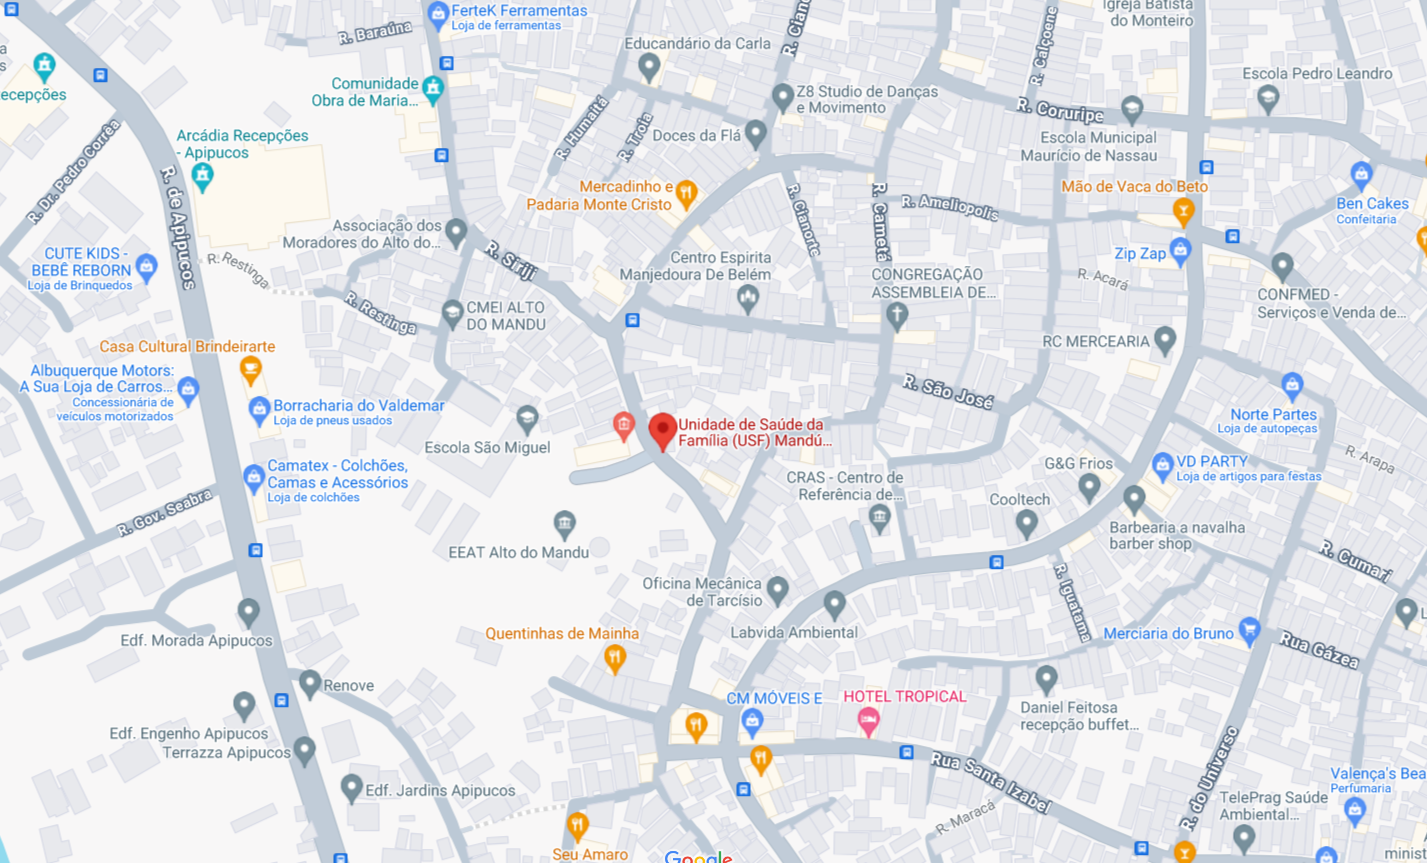 FerteK Ferramentas
Loja de ferramentas
Igreja Batista
do Monteiro
R. Baraúna
Educandário da Carla
R. Calçoene
Escola Pedro Leandro
Comunidade
Obra de Maria...
Z8 Studio de Danças
e Movimento
R. Coruripe
ecepções
R. Humaitá
R. Troia
Doces da Flá
Escola Municipal
Maurício de Nassau
Arcádia Recepções
- Apipucos
R. Dr. Pedro Corrêa
R. de Apipucos
Mercadinho e
Padaria Monte Cristo
R. Cianorte
R. Cametá
R. Ameliopolis
Mão de Vaca do Beto
Ben Cakes
Confeitaria
Associação dos
Moradores do Alto do...
R. Siriji
Zip Zap
CUTE KIDS -
BEBÊ REBORN
Loja de Brinquedos
R. Restinga
Centro Espirita
Manjedoura De Belém
CONGREGAÇÃO
ASSEMBLEIA DE...
R. Acará
CONFMED -
Serviços e Venda de...
R. Restinga
CMEI ALTO
DO MANDU
RC MERCEARIA
Casa Cultural Brindeirarte
Albuquerque Motors:
A Sua Loja de Carros...
Concessionária de
veículos motorizados
Borracharia do Valdemar
Loja de pneus usados
R. São José
Norte Partes
Loja de autopeças
Unidade de Saúde da
Família (USF) Mandú...
Escola São Miguel
R. Arapa
Camatex - Colchões,
Camas e Acessórios
Loja de colchões
CRAS - Centro de
Referência de...
G&G Frios
VD PARTY
Loja de artigos para festas
Cooltech
R. Gov. Seabra
EEAT Alto do Mandu
Barbearia a navalha
barber shop
R. Cumari
Oficina Mecânica
de Tarcísio
R. Iguatama
Labvida Ambiental
Edf. Morada Apipucos
Quentinhas de Mainha
Merciaria do Bruno
Rua Gázea
Renove
CM MÓVEIS E
HOTEL TROPICAL
Daniel Feitosa
recepção buffet...
Edf. Engenho Apipucos
Terrazza Apipucos
Rua Santa Izabel
R. do Universo
Edf. Jardins Apipucos
R. Maracá
Valença's Bea
Perfumaria
TelePrag Saúde
Ambiental...
Seu Amaro
Google
minist